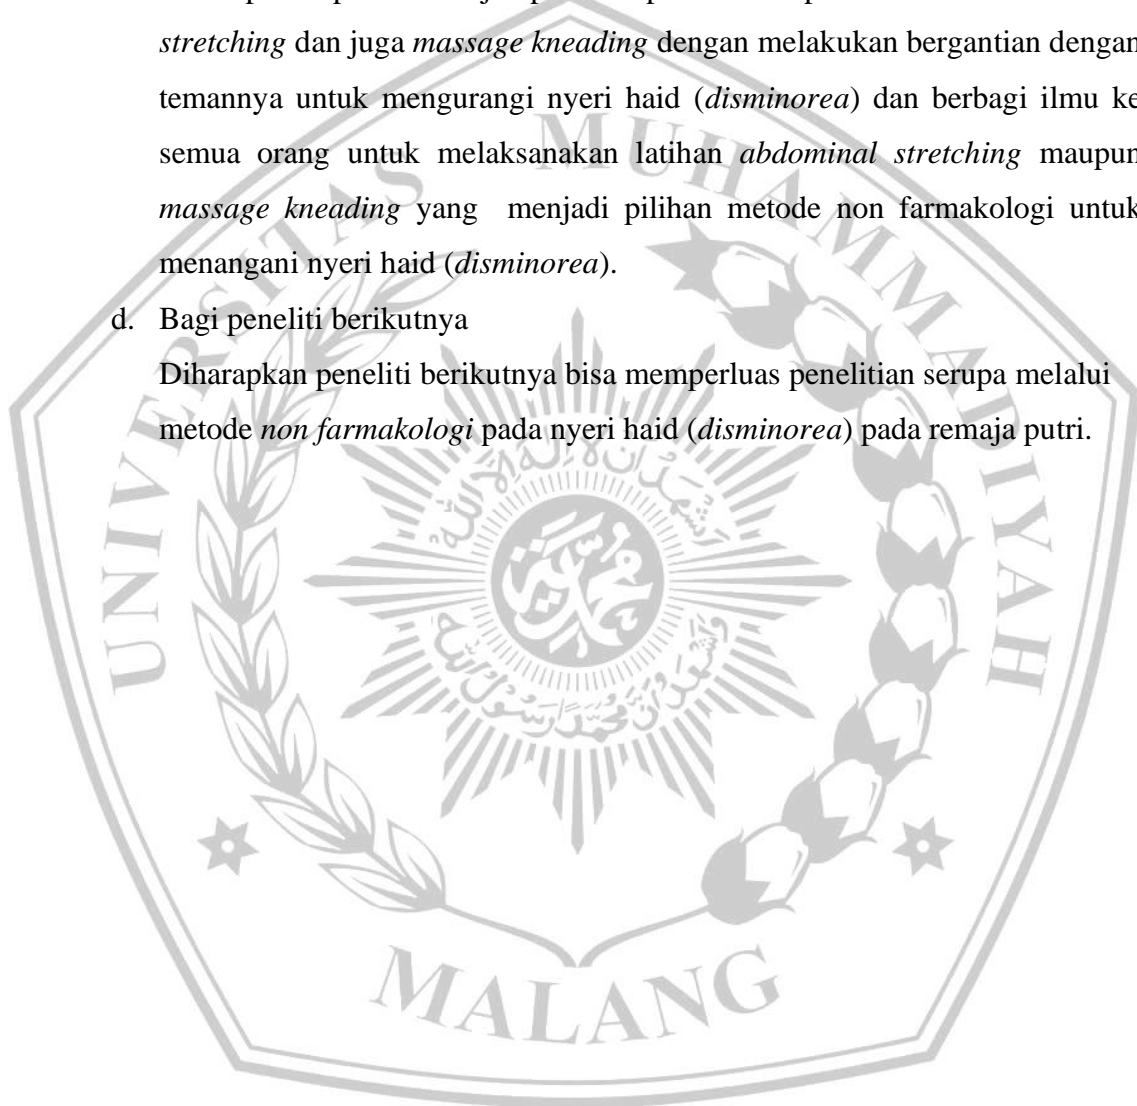 stretching dan juga massage kneading dengan melakukan bergantian dengan
temannya untuk mengurangi nyeri haid (disminorea) dan berbagi ilmu ke
semua orang untuk melaksanakan latihan abdominal stretching maupun
massage kneading yang menjadi pilihan metode non farmakologi untuk
menangani nyeri haid (disminorea).
d. Bagi peneliti berikutnya
Diharapkan peneliti berikutnya bisa memperluas penelitian serupa melalui
metode non farmakologi pada nyeri haid (disminorea) pada remaja putri.
UNIVERSITAS MUHAMMADIYAH
MALANG